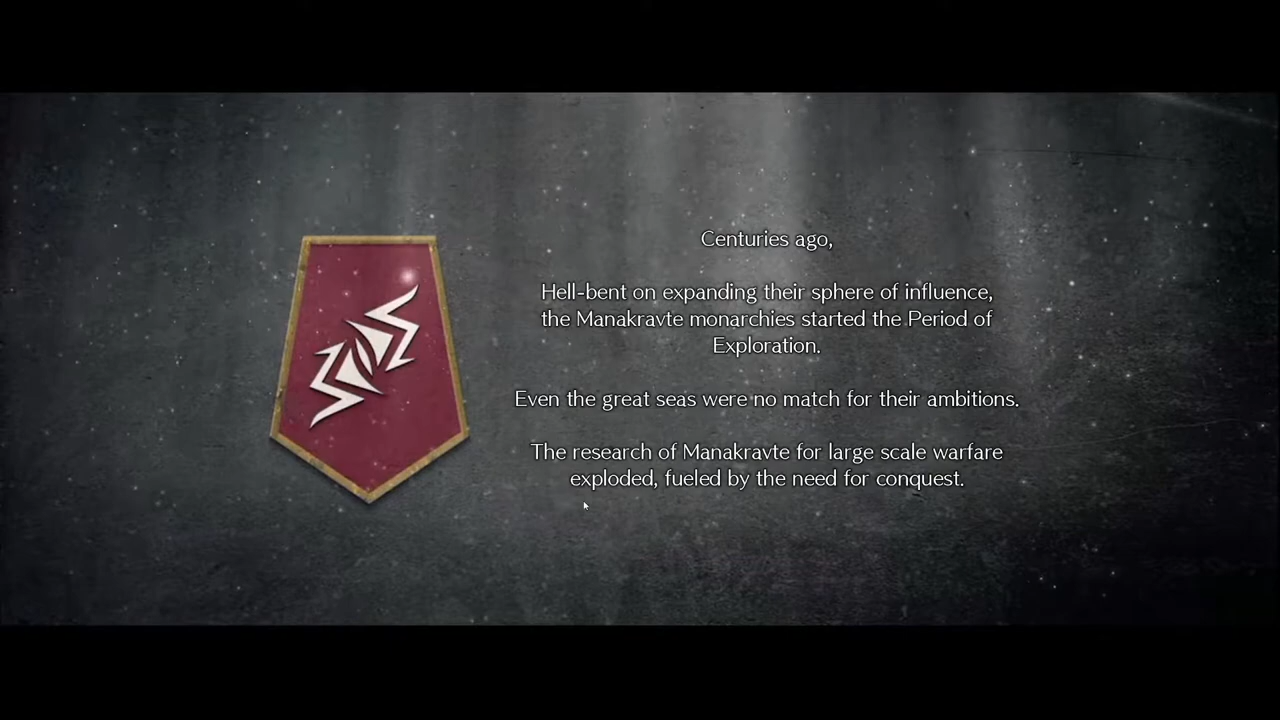 Centuries ago,
Hell-bent on expanding their sphere of influence,
the Manakravte monarchies started the Period of
Exploration.
Even the great seas were no match for their ambitions.
The research of Manakravte for large scale warfare
exploded, fueled by the need for conquest.